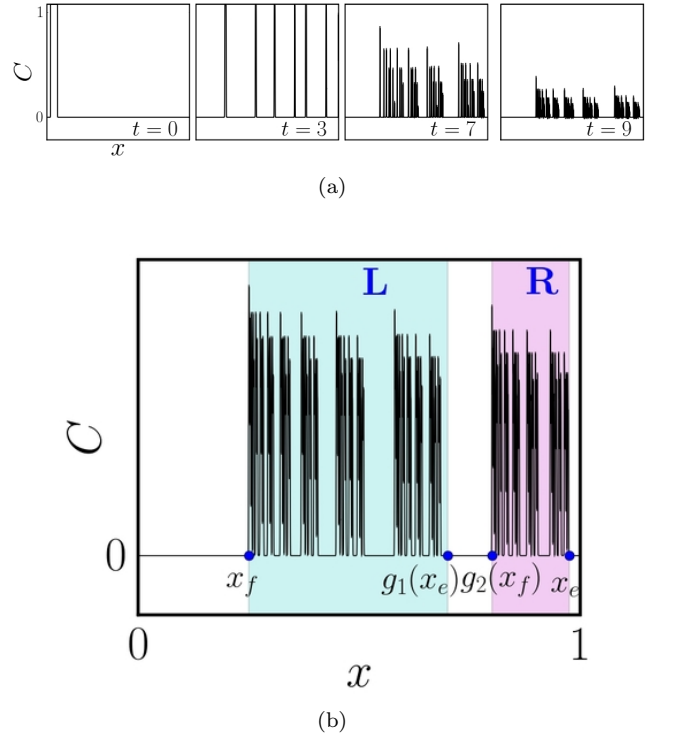 1
C
0
t = 0
t = 3
t = 7
t = 9
x
(a)
L
R
C
0
x_f
g_1(x_e)
g_2(x_f)
x_e
0
1
x
(b)